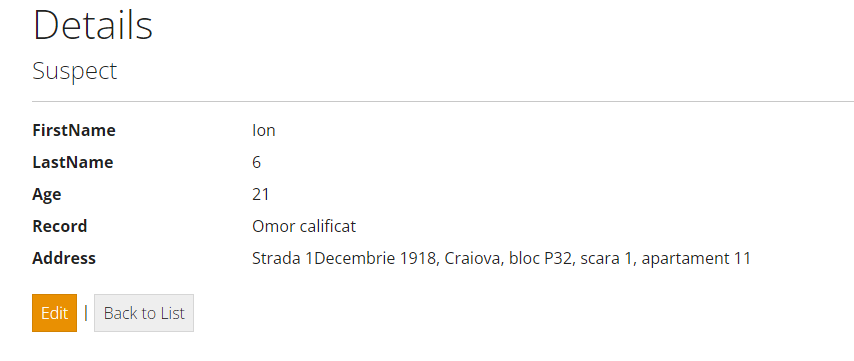 Details
Suspect
FirstName Ion
LastName 6
Age 21
Record Omor calificat
Address Strada 1Decembrie 1918, Craiova, bloc P32, scara 1, apartament 11
Edit | Back to List